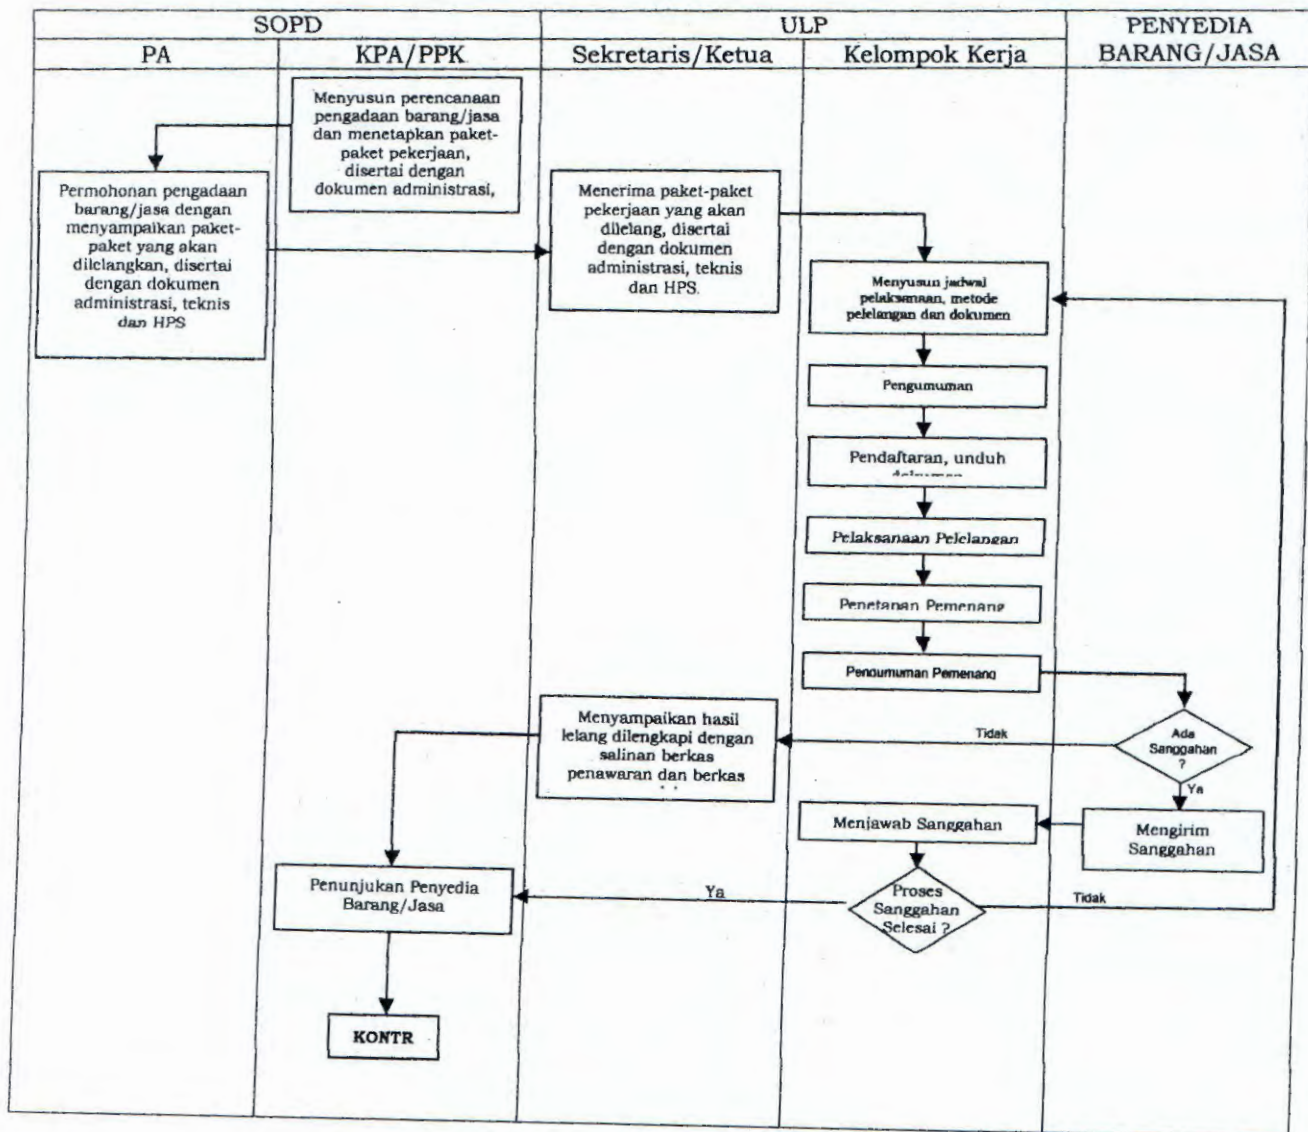 SOPD
ULP
PENYEDIA
BARANG/JASA
PA
KPA/PPK
Sekretaris/Ketua
Kelompok Kerja
Menyusun perencanaan
pengadaan barang/jasa
dan menetapkan paket-
paket pekerjaan,
disertai dengan
dokumen administrasi,
Permohonan pengadaan
barang/jasa dengan
menyampaikan paket-
paket yang akan
dilelangkan, disertai
dengan dokumen
administrasi, teknis
dan HPS
Menerima paket-paket
pekerjaan yang akan
dilelang, disertai
dengan dokumen
administrasi, teknis
dan HPS.
Menyusun jadwal
pelaksanaan, metode
pelelangan dan dokumen
Pengumuman
Pendaftaran, unduh
Pelaksanaan Pelelangan
Penetapan Pemenang
Pengumuman Pemenang
Ada
Sanggahan
?
Tidak
Ya
Menyampaikan hasil
lelang dilengkapi dengan
salinan berkas
penawaran dan berkas
Mengirim
Sanggahan
Menjawab Sanggahan
Proses
Sanggahan
Selesai ?
Tidak
Ya
Penunjukan Penyedia
Barang/Jasa
KONTR